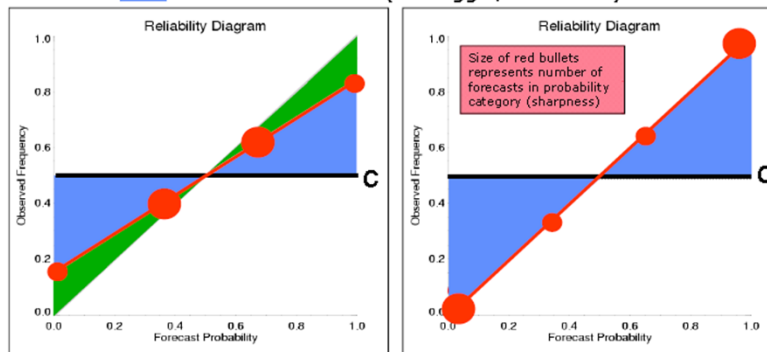 Reliability Diagram
1.0
0.8
0.6
0.4
0.2
0.0
Observed Frequency
C
0.0 0.2 0.4 0.6 0.8 1.0
Forecast Probability
Reliability Diagram
Size of red bullets
represents number of
forecasts in probability
category (sharpness)
1.0
0.8
0.6
0.4
0.2
0.0
Observed Frequency
C
0.0 0.2 0.4 0.6 0.8 1.0
Forecast Probability